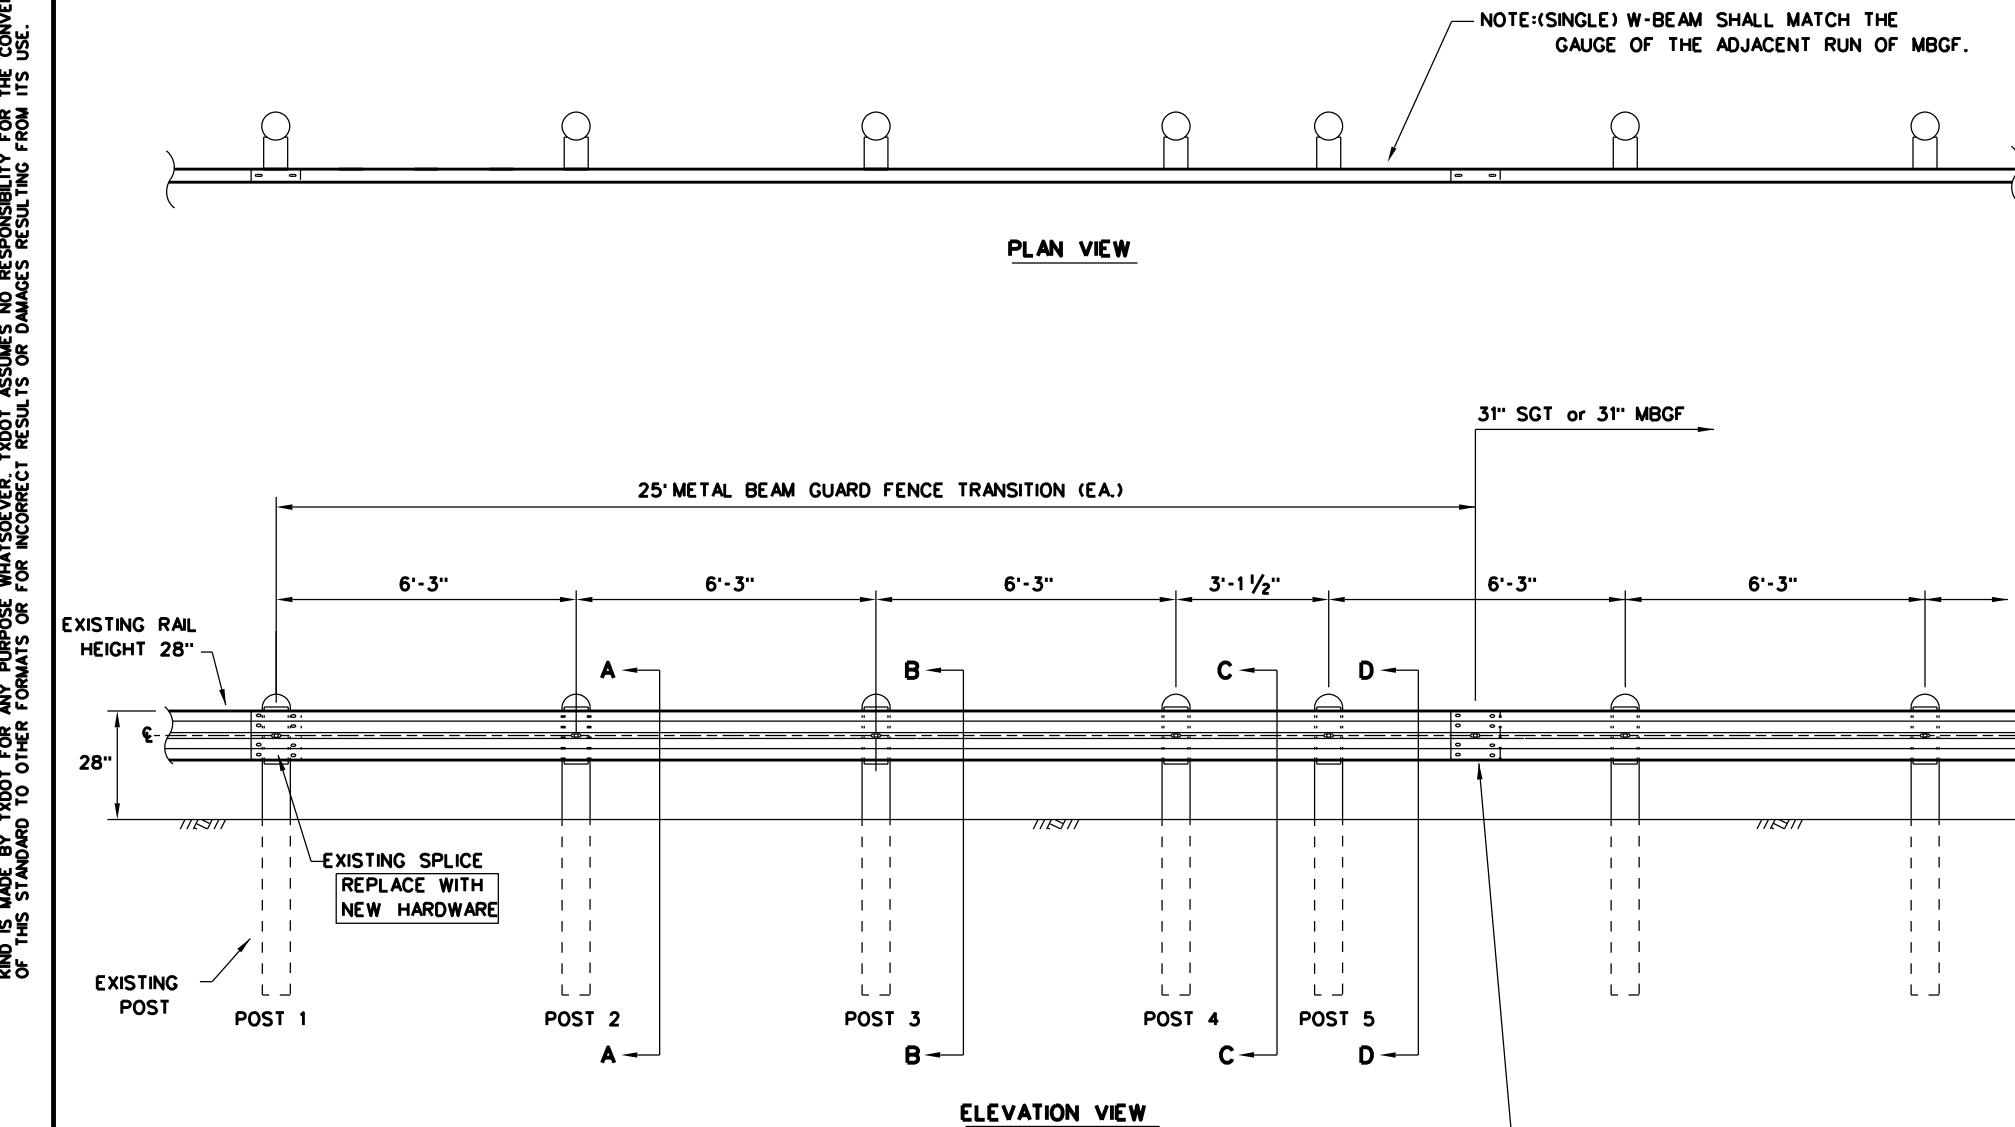 KIND IS MADE BY TXDOT FOR ANY PURPOSE WHATSOEVER. TXDOT ASSUMES NO RESPONSIBILITY FOR THE
OF THIS STANDARD TO OTHER FORMATS OR FOR INCORRECT RESULTS OR DAMAGES RESULTING FROM ITS USE.
NOTE:(SINGLE) W-BEAM SHALL MATCH THE
GAUGE OF THE ADJACENT RUN OF MBGF.
PLAN VIEW
31" SGT or 31" MBGF
25' METAL BEAM GUARD FENCE TRANSITION (EA.)
6'-3" 6'-3" 6'-3" 3'-1 1/2" 6'-3" 6'-3"
EXISTING RAIL
HEIGHT 28"
A B C D
℄
28"
EXISTING SPLICE
REPLACE WITH
NEW HARDWARE
EXISTING
POST
POST 1 POST 2 POST 3 POST 4 POST 5
A B C D
ELEVATION VIEW